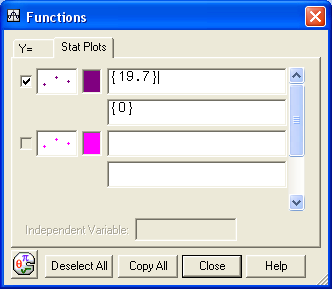 Functions
Y= Stat Plots
{19.7}
{0}
Independent Variable:
Deselect All Copy All Close Help